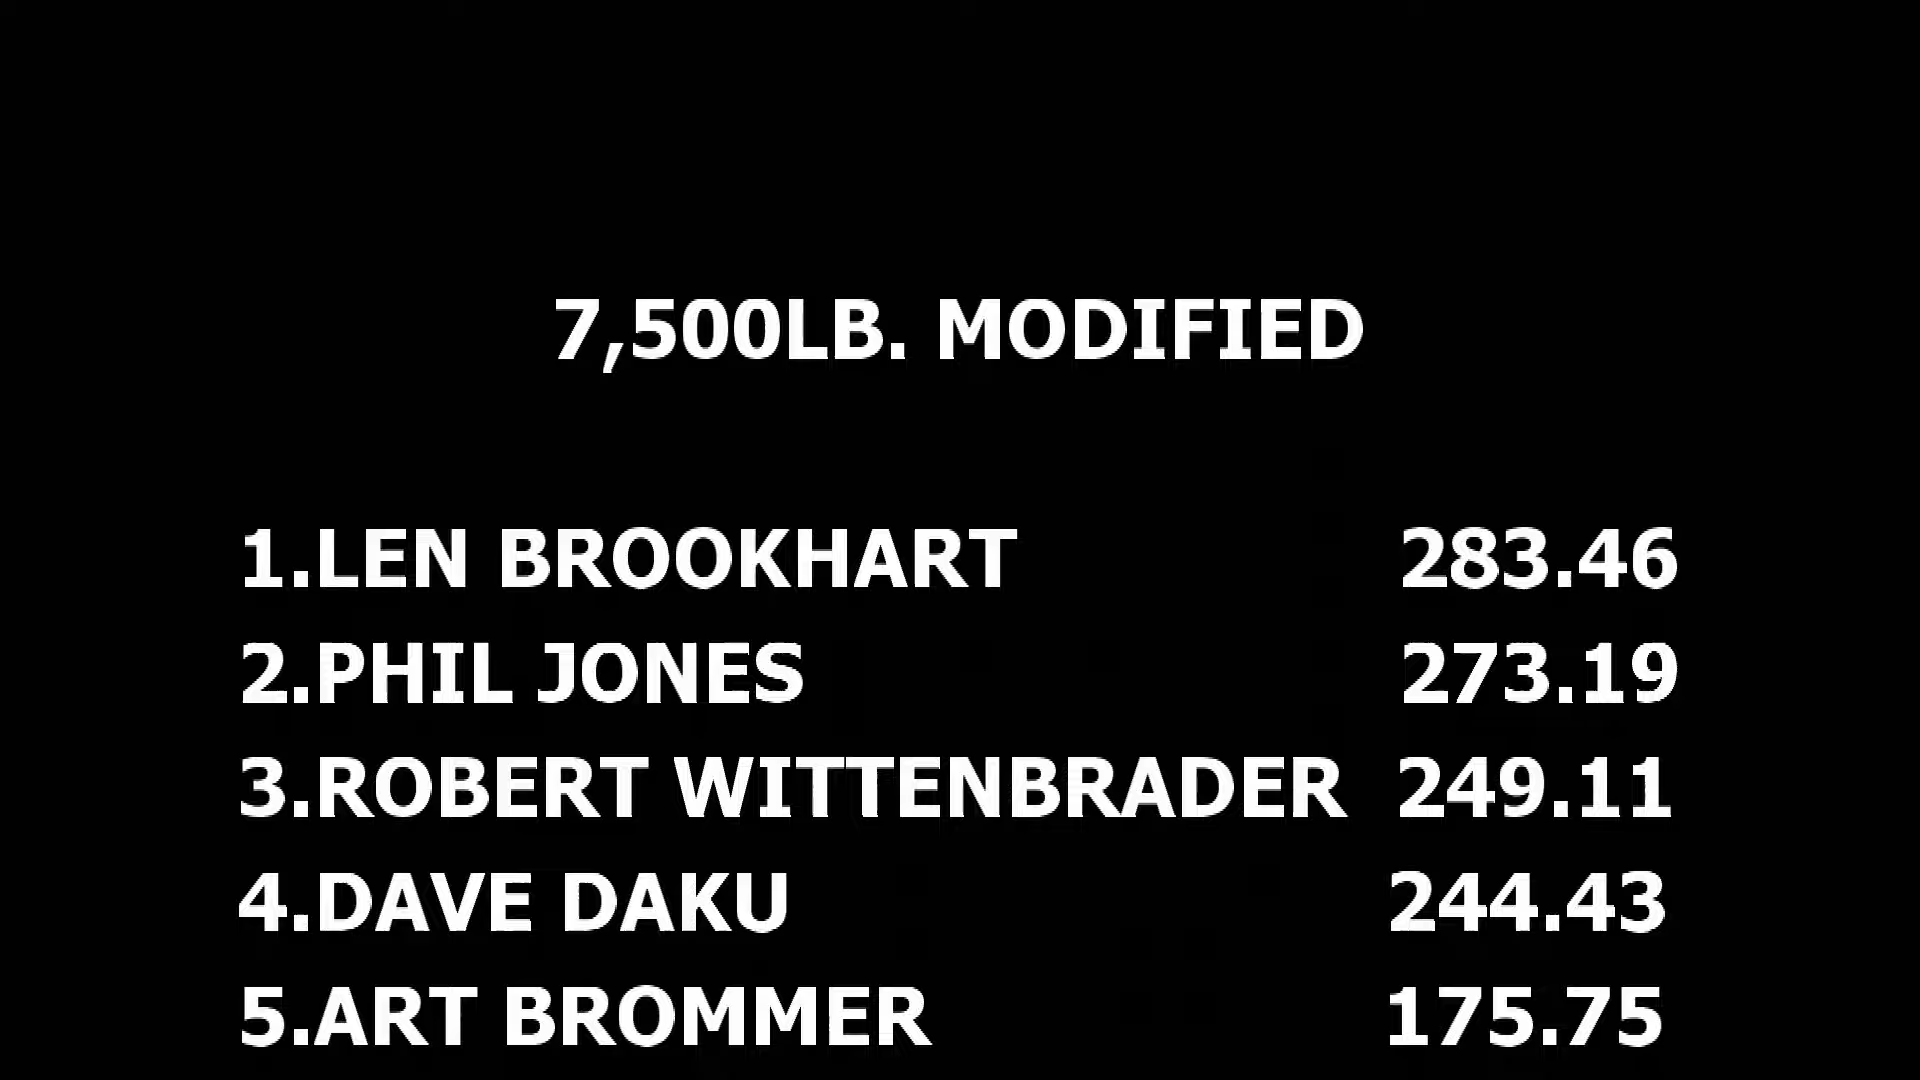 7,500LB. MODIFIED
1.LEN BROOKHART 283.46
2.PHIL JONES 273.19
3.ROBERT WITTENBRADER 249.11
4.DAVE DAKU 244.43
5.ART BROMMER 175.75